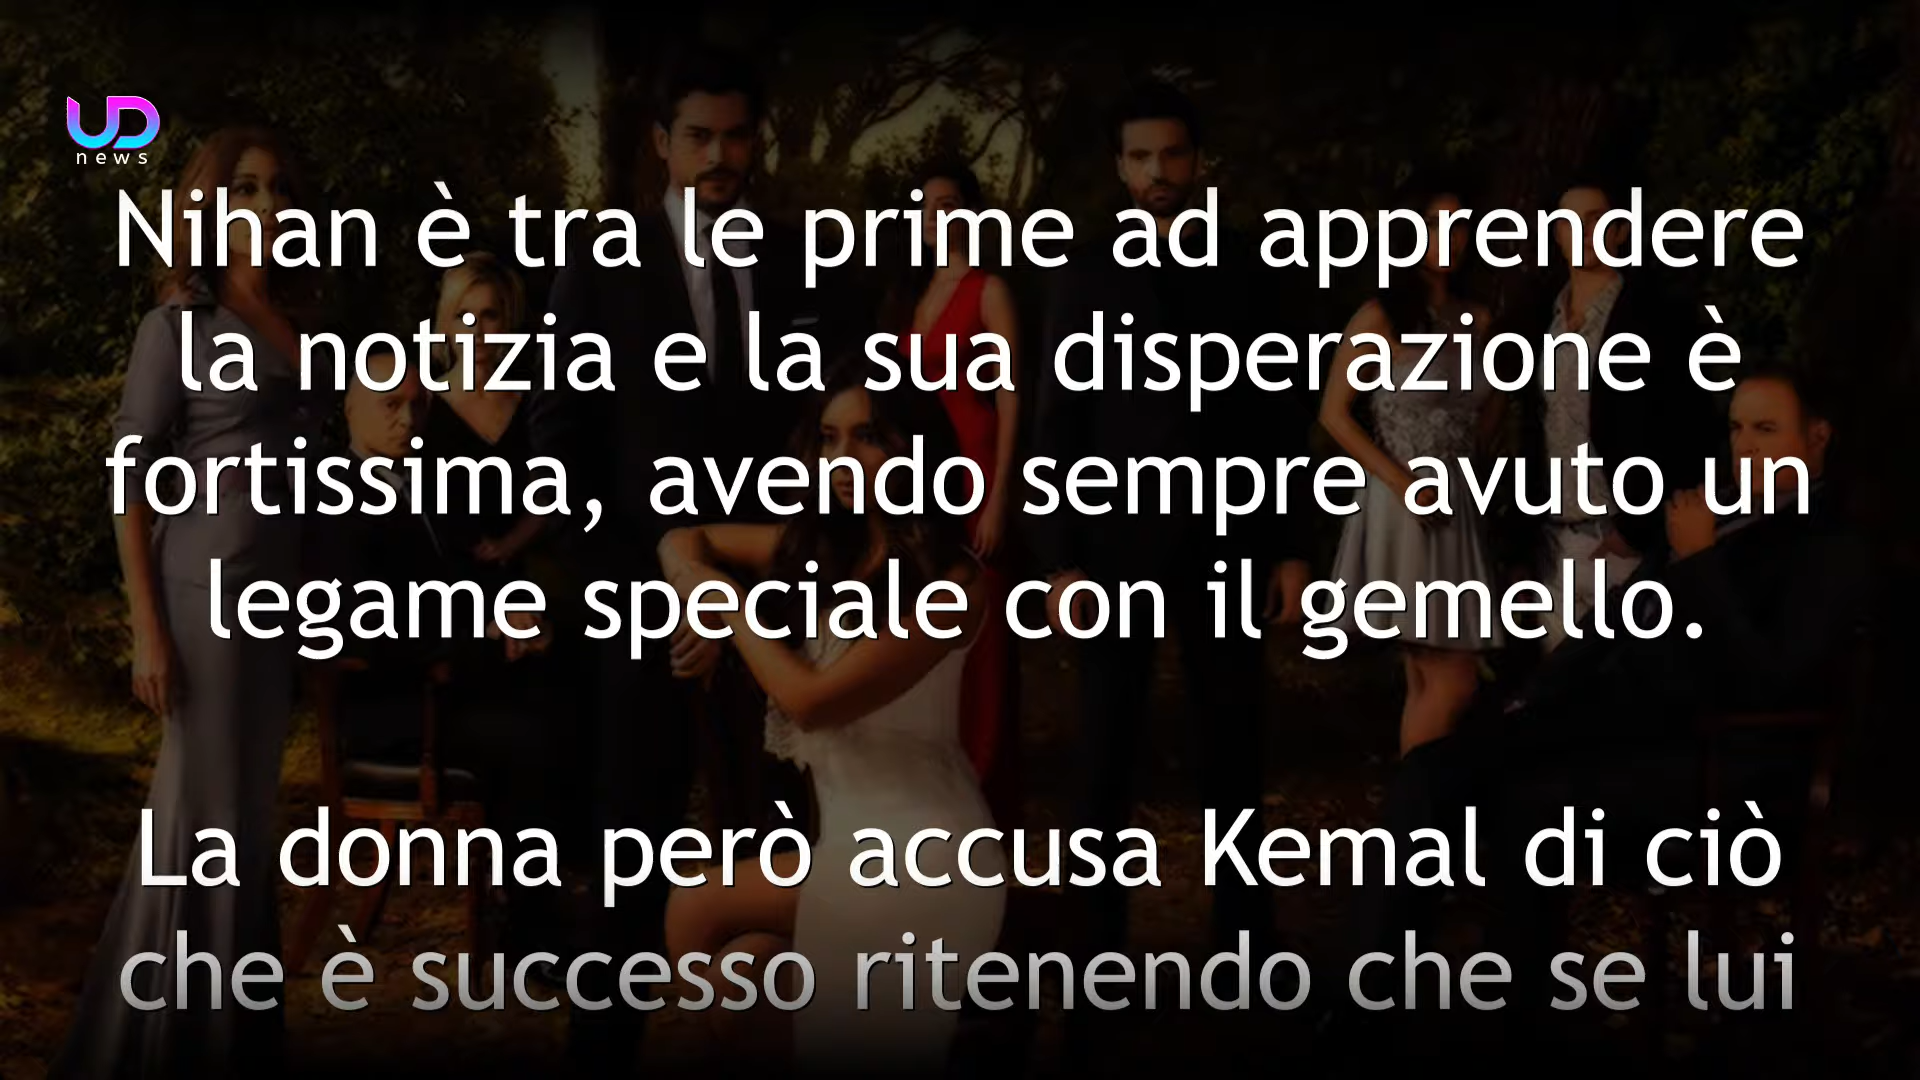 UD
news
Nihan è tra le prime ad apprendere
la notizia e la sua disperazione è
fortissima, avendo sempre avuto un
legame speciale con il gemello.
La donna però accusa Kemal di ciò
che è successo ritenendo che se lui